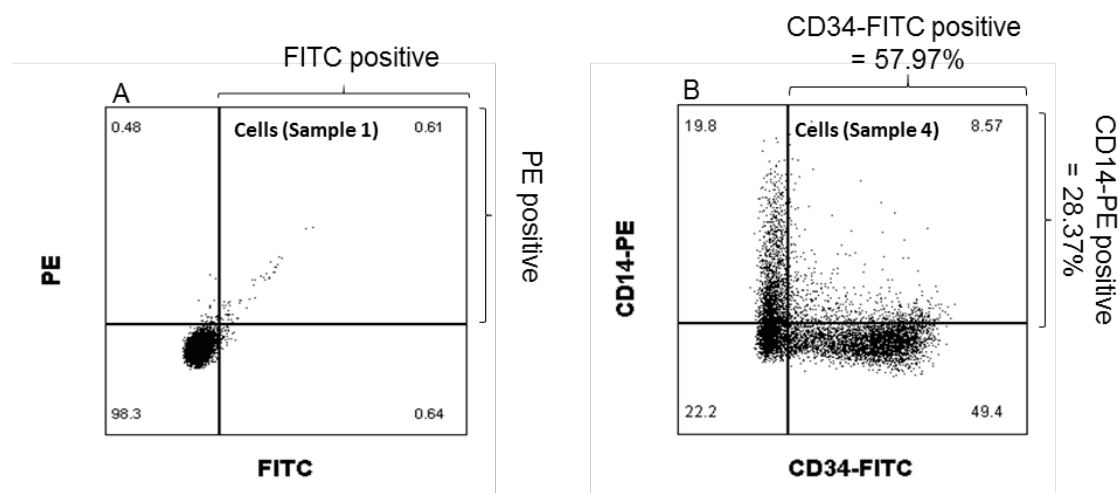 FITC positive
A
0.48
Cells (Sample 1)
0.61
98.3
0.64
PE
FITC
PE positive
CD34-FITC positive
= 57.97%
B
19.8
Cells (Sample 4)
8.57
22.2
49.4
CD14-PE
CD34-FITC
CD14-PE positive
= 28.37%